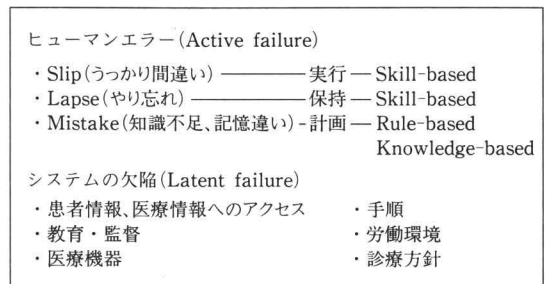 ヒューマンエラー(Active failure)
・Slip(うっかり間違い) ――――― 実行 ― Skill-based
・Lapse(やり忘れ) ―――――― 保持 ― Skill-based
・Mistake(知識不足、記憶違い) - 計画 ― Rule-based
Knowledge-based
システムの欠陥(Latent failure)
・患者情報、医療情報へのアクセス ・手順
・教育・監督 ・労働環境
・医療機器 ・診療方針